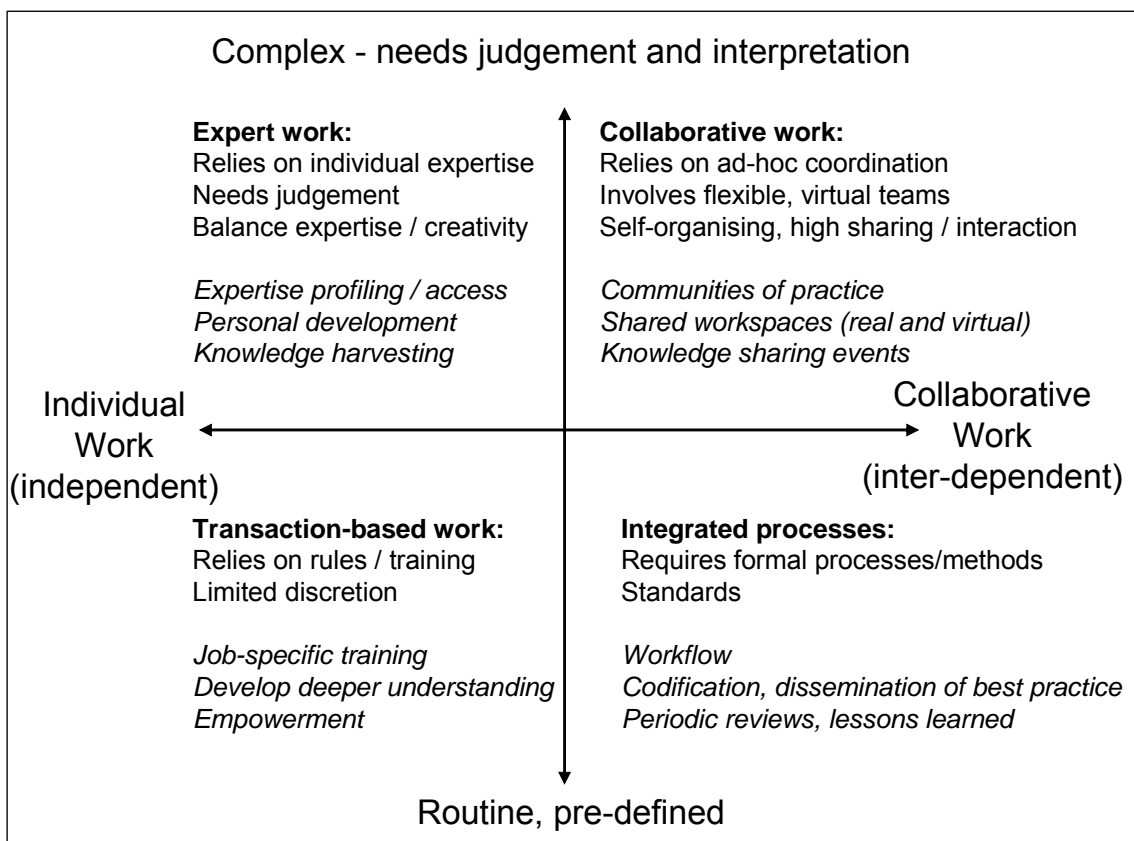 Complex - needs judgement and interpretation
Expert work:
Relies on individual expertise
Needs judgement
Balance expertise / creativity
Expertise profiling / access
Personal development
Knowledge harvesting
Collaborative work:
Relies on ad-hoc coordination
Involves flexible, virtual teams
Self-organising, high sharing / interaction
Communities of practice
Shared workspaces (real and virtual)
Knowledge sharing events
Individual
Work
(independent)
Collaborative
Work
(inter-dependent)
Transaction-based work:
Relies on rules / training
Limited discretion
Job-specific training
Develop deeper understanding
Empowerment
Integrated processes:
Requires formal processes/methods
Standards
Workflow
Codification, dissemination of best practice
Periodic reviews, lessons learned
Routine, pre-defined